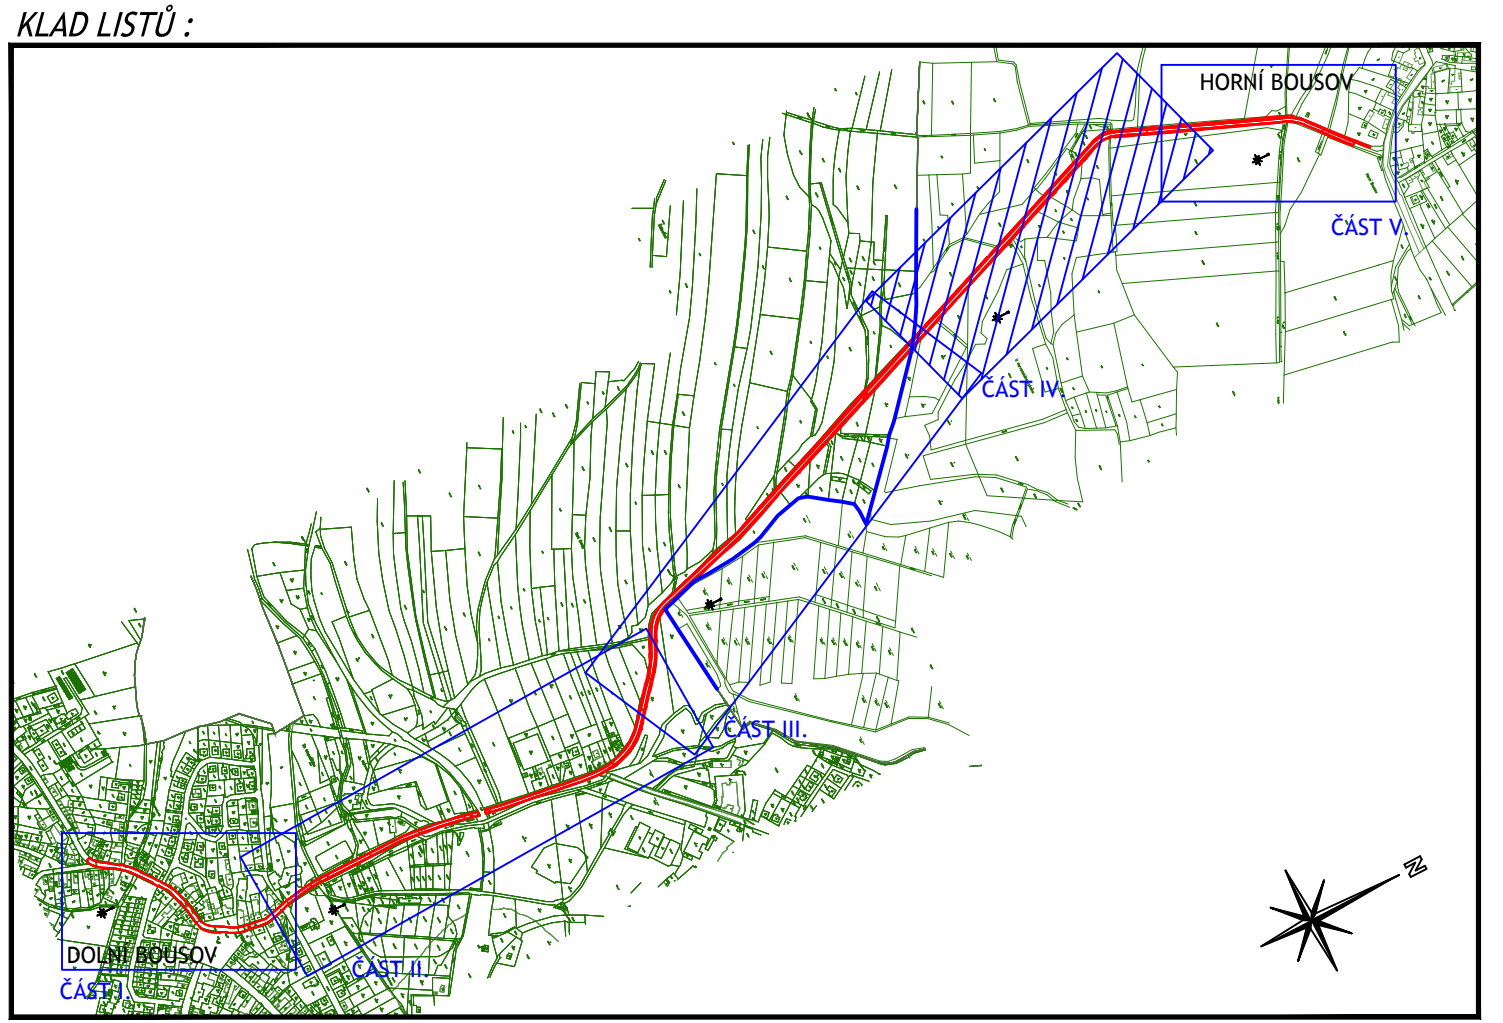 KLAD LISTŮ :
HORNÍ BOUSOV
ČÁST V.
ČÁST IV.
ČÁST III.
N
DOLNÍ BOUSOV
ČÁST II.
ČÁST I.